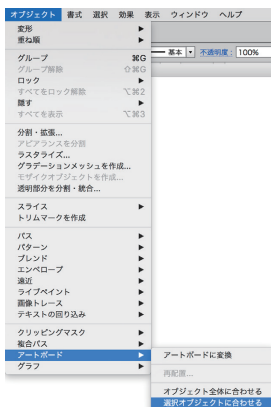 オブジェクト 書式 選択 効果 表示 ウィンドウ ヘルプ
変形
重ね順
基本 不透明度: 100%
グループ ⌘G
グループ解除 ⇧⌘G
ロック
すべてをロック解除 ⌥⌘2
隠す
すべてを表示 ⌥⌘3
分割・拡張...
アピアランスを分割
ラスタライズ...
グラデーションメッシュを作成...
モザイクオブジェクトを作成...
透明部分を分割・統合...
スライス
トリムマークを作成
パス
パターン
ブレンド
エンベロープ
遠近
ライブペイント
画像トレース
テキストの回り込み
クリッピングマスク
複合パス
アートボード
グラフ
アートボードに変換
再配置...
オブジェクト全体に合わせる
選択オブジェクトに合わせる